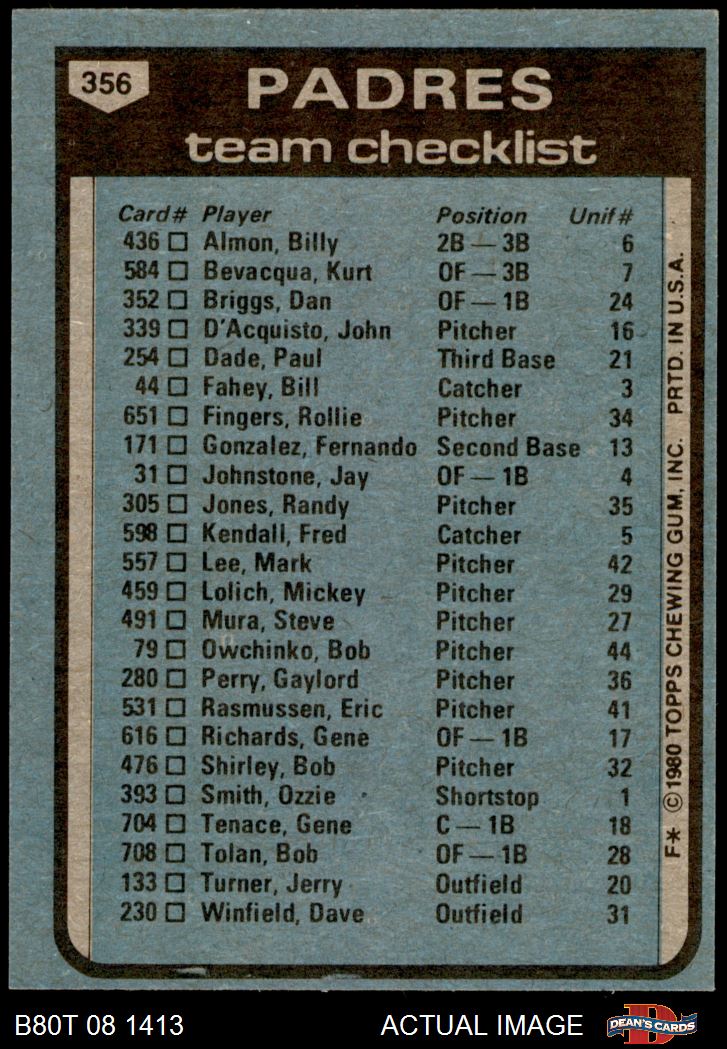 356
PADRES
team checklist
Card# Player Position Unif#
436 Almon, Billy 2B — 3B 6
584 Bevacqua, Kurt OF — 3B 7
352 Briggs, Dan OF — 1B 24
339 D'Acquisto, John Pitcher 16
254 Dade, Paul Third Base 21
44 Fahey, Bill Catcher 3
651 Fingers, Rollie Pitcher 34
171 Gonzalez, Fernando Second Base 13
31 Johnstone, Jay OF — 1B 4
305 Jones, Randy Pitcher 35
598 Kendall, Fred Catcher 5
557 Lee, Mark Pitcher 42
459 Lolich, Mickey Pitcher 29
491 Mura, Steve Pitcher 27
79 Owchinko, Bob Pitcher 44
280 Perry, Gaylord Pitcher 36
531 Rasmussen, Eric Pitcher 41
616 Richards, Gene OF — 1B 17
476 Shirley, Bob Pitcher 32
393 Smith, Ozzie Shortstop 1
704 Tenace, Gene C — 1B 18
708 Tolan, Bob OF — 1B 28
133 Turner, Jerry Outfield 20
230 Winfield, Dave Outfield 31
F* © 1980 TOPPS CHEWING GUM, INC. PRTD. IN U.S.A.
B80T 08 1413 ACTUAL IMAGE
D
DEAN'S CARDS